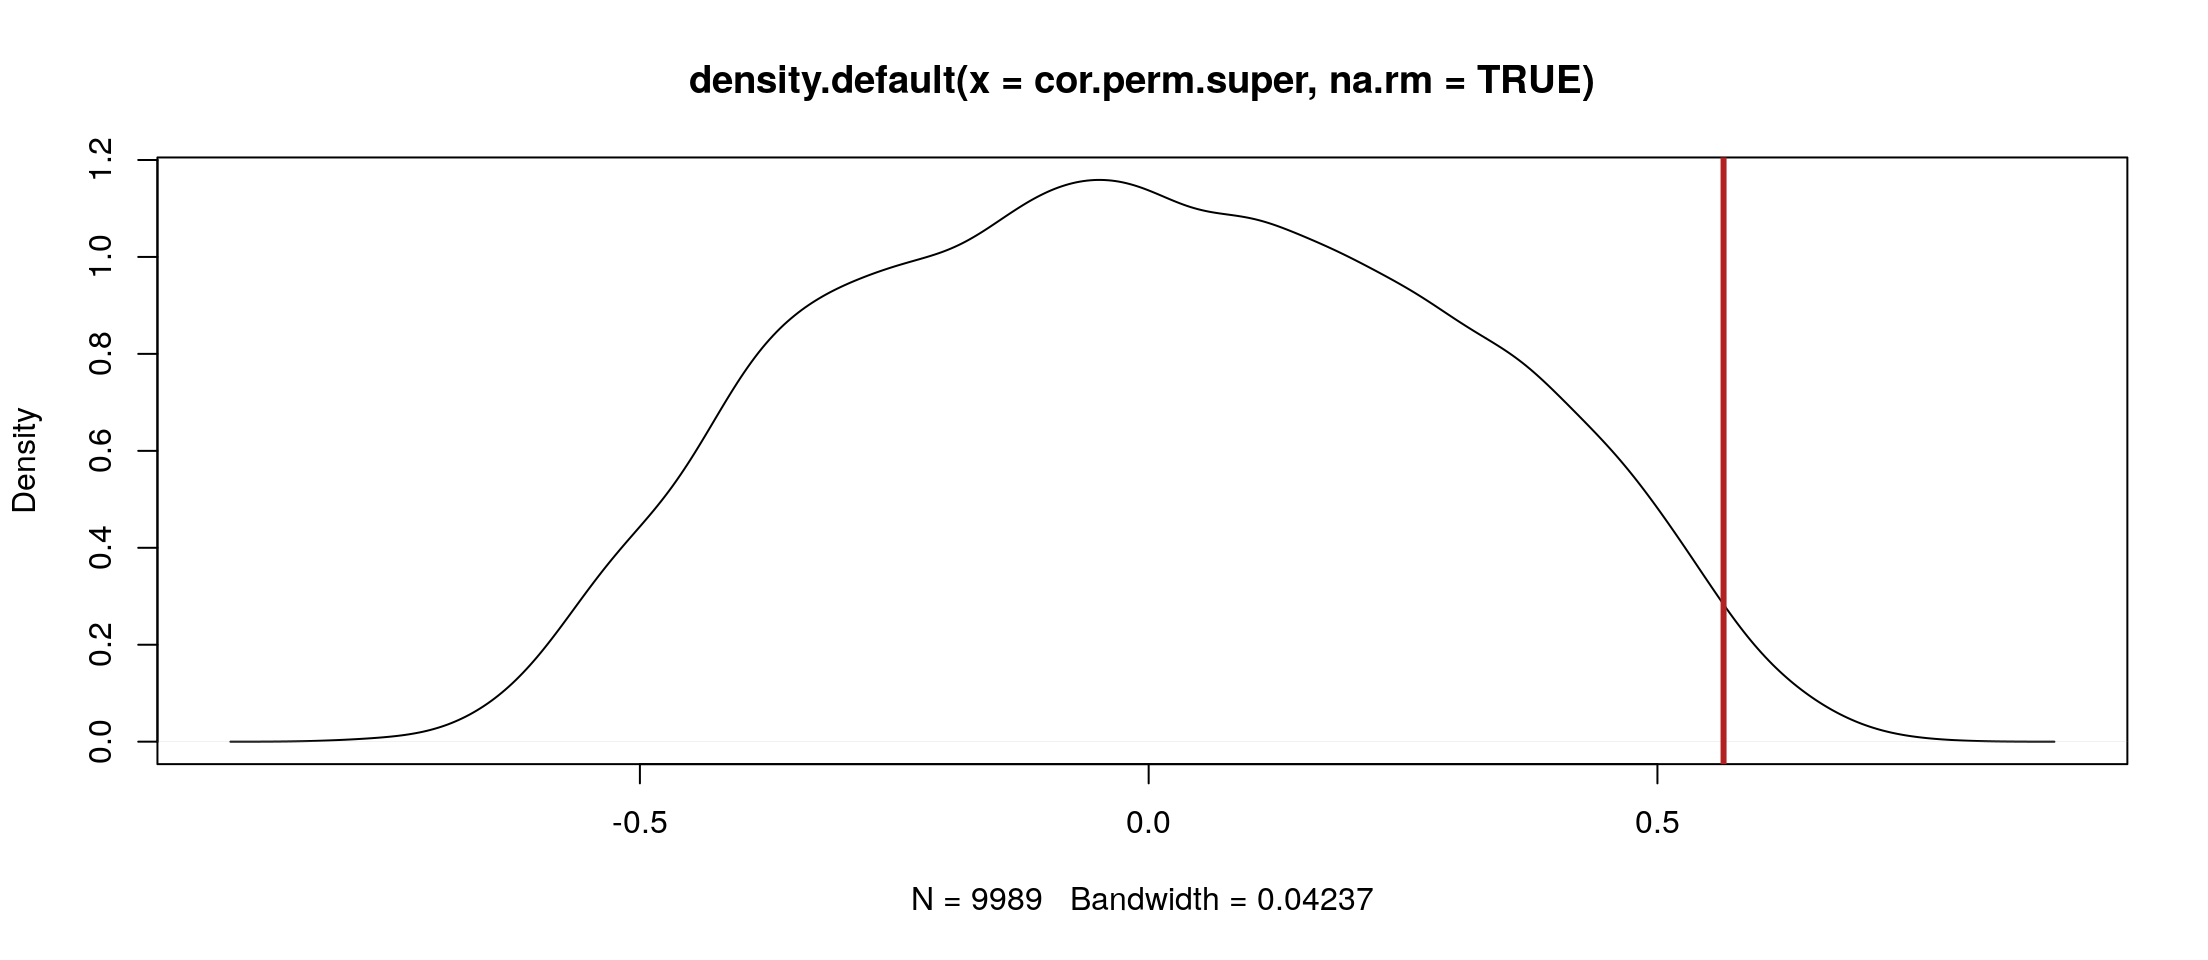 density.default(x = cor.perm.super, na.rm = TRUE)
1.2
1.0
0.8
0.6
0.4
0.2
0.0
Density
-0.5 0.0 0.5
N = 9989 Bandwidth = 0.04237